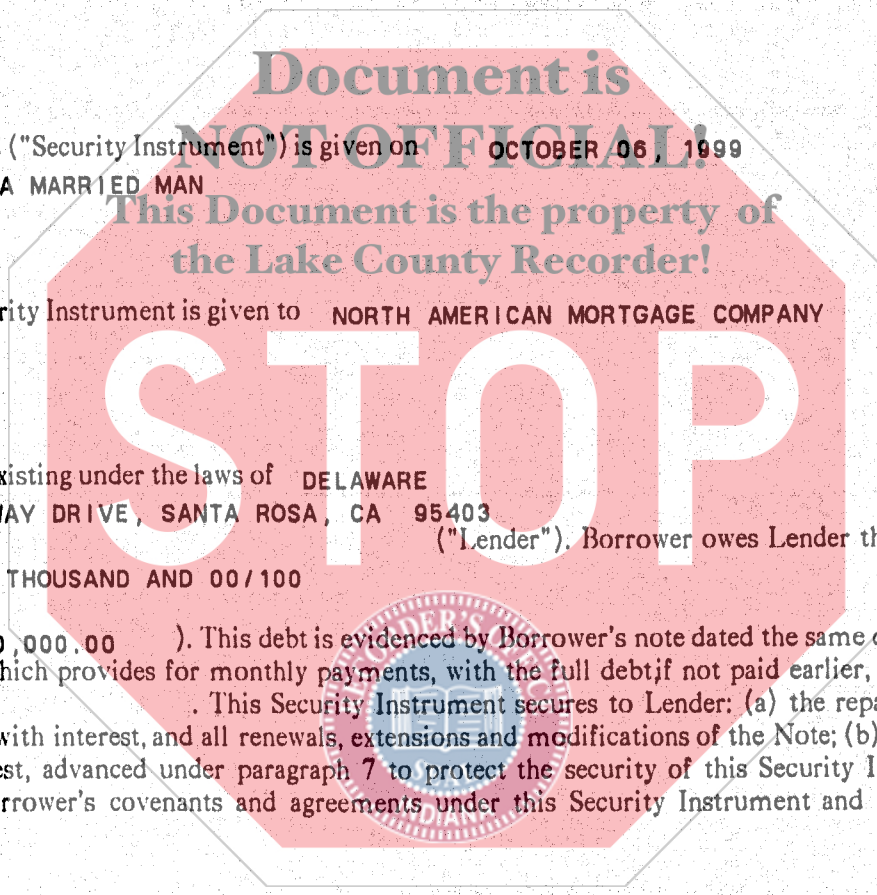 Document is
NOT OFFICIAL!
("Security Instrument") is given on OCTOBER 06, 1999
A MARRIED MAN
This Document is the property of
the Lake County Recorder!
rity Instrument is given to NORTH AMERICAN MORTGAGE COMPANY
STOP
xisting under the laws of DELAWARE
WAY DRIVE, SANTA ROSA, CA 95403
("Lender"). Borrower owes Lender th
THOUSAND AND 00/100
0,000.00 ). This debt is evidenced by Borrower's note dated the same
hich provides for monthly payments, with the full debt, if not paid earlier,
. This Security Instrument secures to Lender: (a) the repa
with interest, and all renewals, extensions and modifications of the Note; (b)
est, advanced under paragraph 7 to protect the security of this Security I
rrower's covenants and agreements under this Security Instrument and
INDIANA